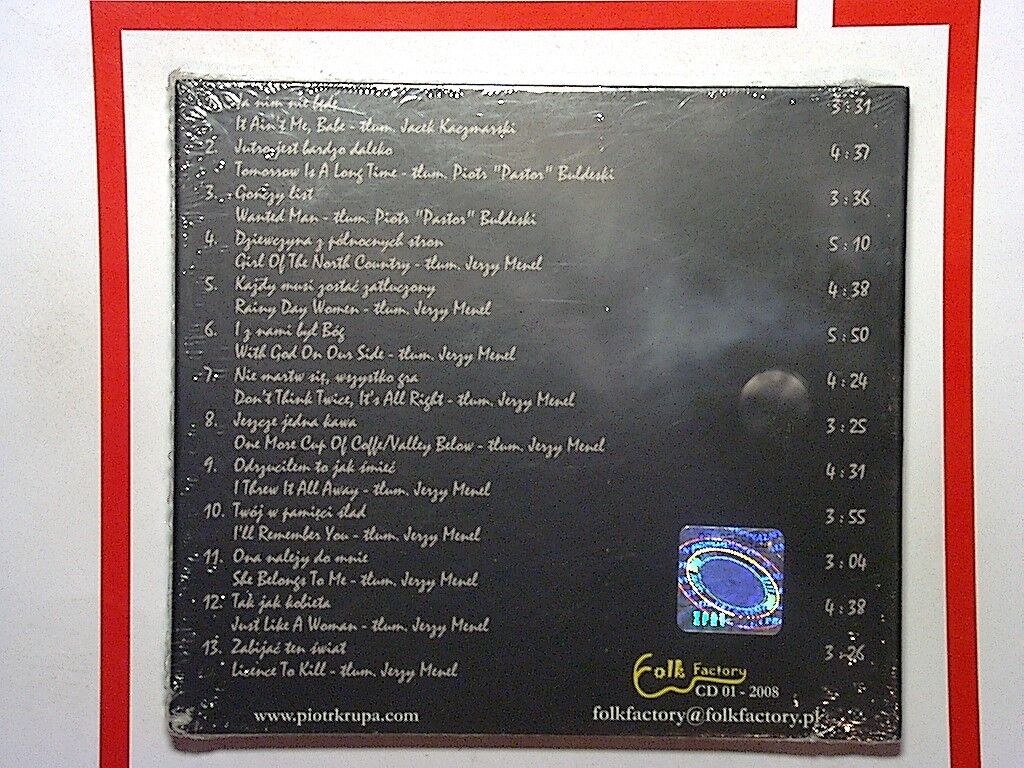 1. Ja nim nie będę 3:31
It Ain't Me, Babe - tłum. Jacek Kaczmarski
2. Jutro jest bardzo daleko 4:37
Tomorrow Is A Long Time - tłum. Piotr "Pastor" Buldeski
3. Gończy list 3:36
Wanted Man - tłum. Piotr "Pastor" Buldeski
4. Dziewczyna z północnych stron 5:10
Girl Of The North Country - tłum. Jerzy Menel
5. Każdy musi zostać zatłuczony 4:38
Rainy Day Women - tłum. Jerzy Menel
6. I z nami był Bóg 5:50
With God On Our Side - tłum. Jerzy Menel
7. Nie martw się, wszystko gra 4:24
Don't Think Twice, It's All Right - tłum. Jerzy Menel
8. Jeszcze jedna kawa 3:25
One More Cup Of Coffe/Valley Below - tłum. Jerzy Menel
9. Odrzuciłem to jak śmieć 4:31
I Threw It All Away - tłum. Jerzy Menel
10. Twój w pamięci ślad 3:55
I'll Remember You - tłum. Jerzy Menel
11. Ona należy do mnie 3:04
She Belongs To Me - tłum. Jerzy Menel
12. Tak jak kobieta 4:38
Just Like A Woman - tłum. Jerzy Menel
13. Zabijać ten świat 3:26
Licence To Kill - tłum. Jerzy Menel
Folk Factory
CD 01 - 2008
www.piotrkrupa.com folkfactory@folkfactory.pl